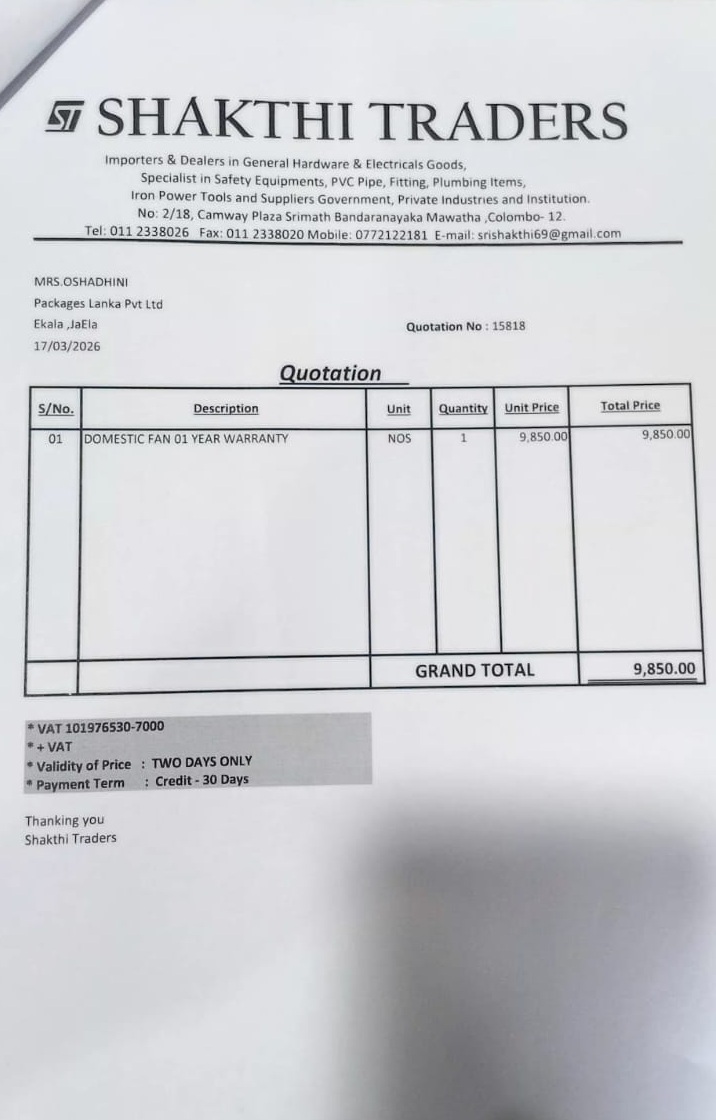 ST SHAKTHI TRADERS
Importers & Dealers in General Hardware & Electricals Goods,
Specialist in Safety Equipments, PVC Pipe, Fitting, Plumbing Items,
Iron Power Tools and Suppliers Government, Private Industries and Institution.
No: 2/18, Camway Plaza Srimath Bandaranayaka Mawatha ,Colombo- 12.
Tel: 011 2338026 Fax: 011 2338020 Mobile: 0772122181 E-mail: srishakthi69@gmail.com
MRS.OSHADHINI
Packages Lanka Pvt Ltd
Ekala ,JaEla Quotation No : 15818
17/03/2026
Quotation
S/No. Description Unit Quantity Unit Price Total Price
01 DOMESTIC FAN 01 YEAR WARRANTY NOS 1 9,850.00 9,850.00
GRAND TOTAL 9,850.00
* VAT 101976530-7000
* + VAT
* Validity of Price : TWO DAYS ONLY
* Payment Term : Credit - 30 Days
Thanking you
Shakthi Traders